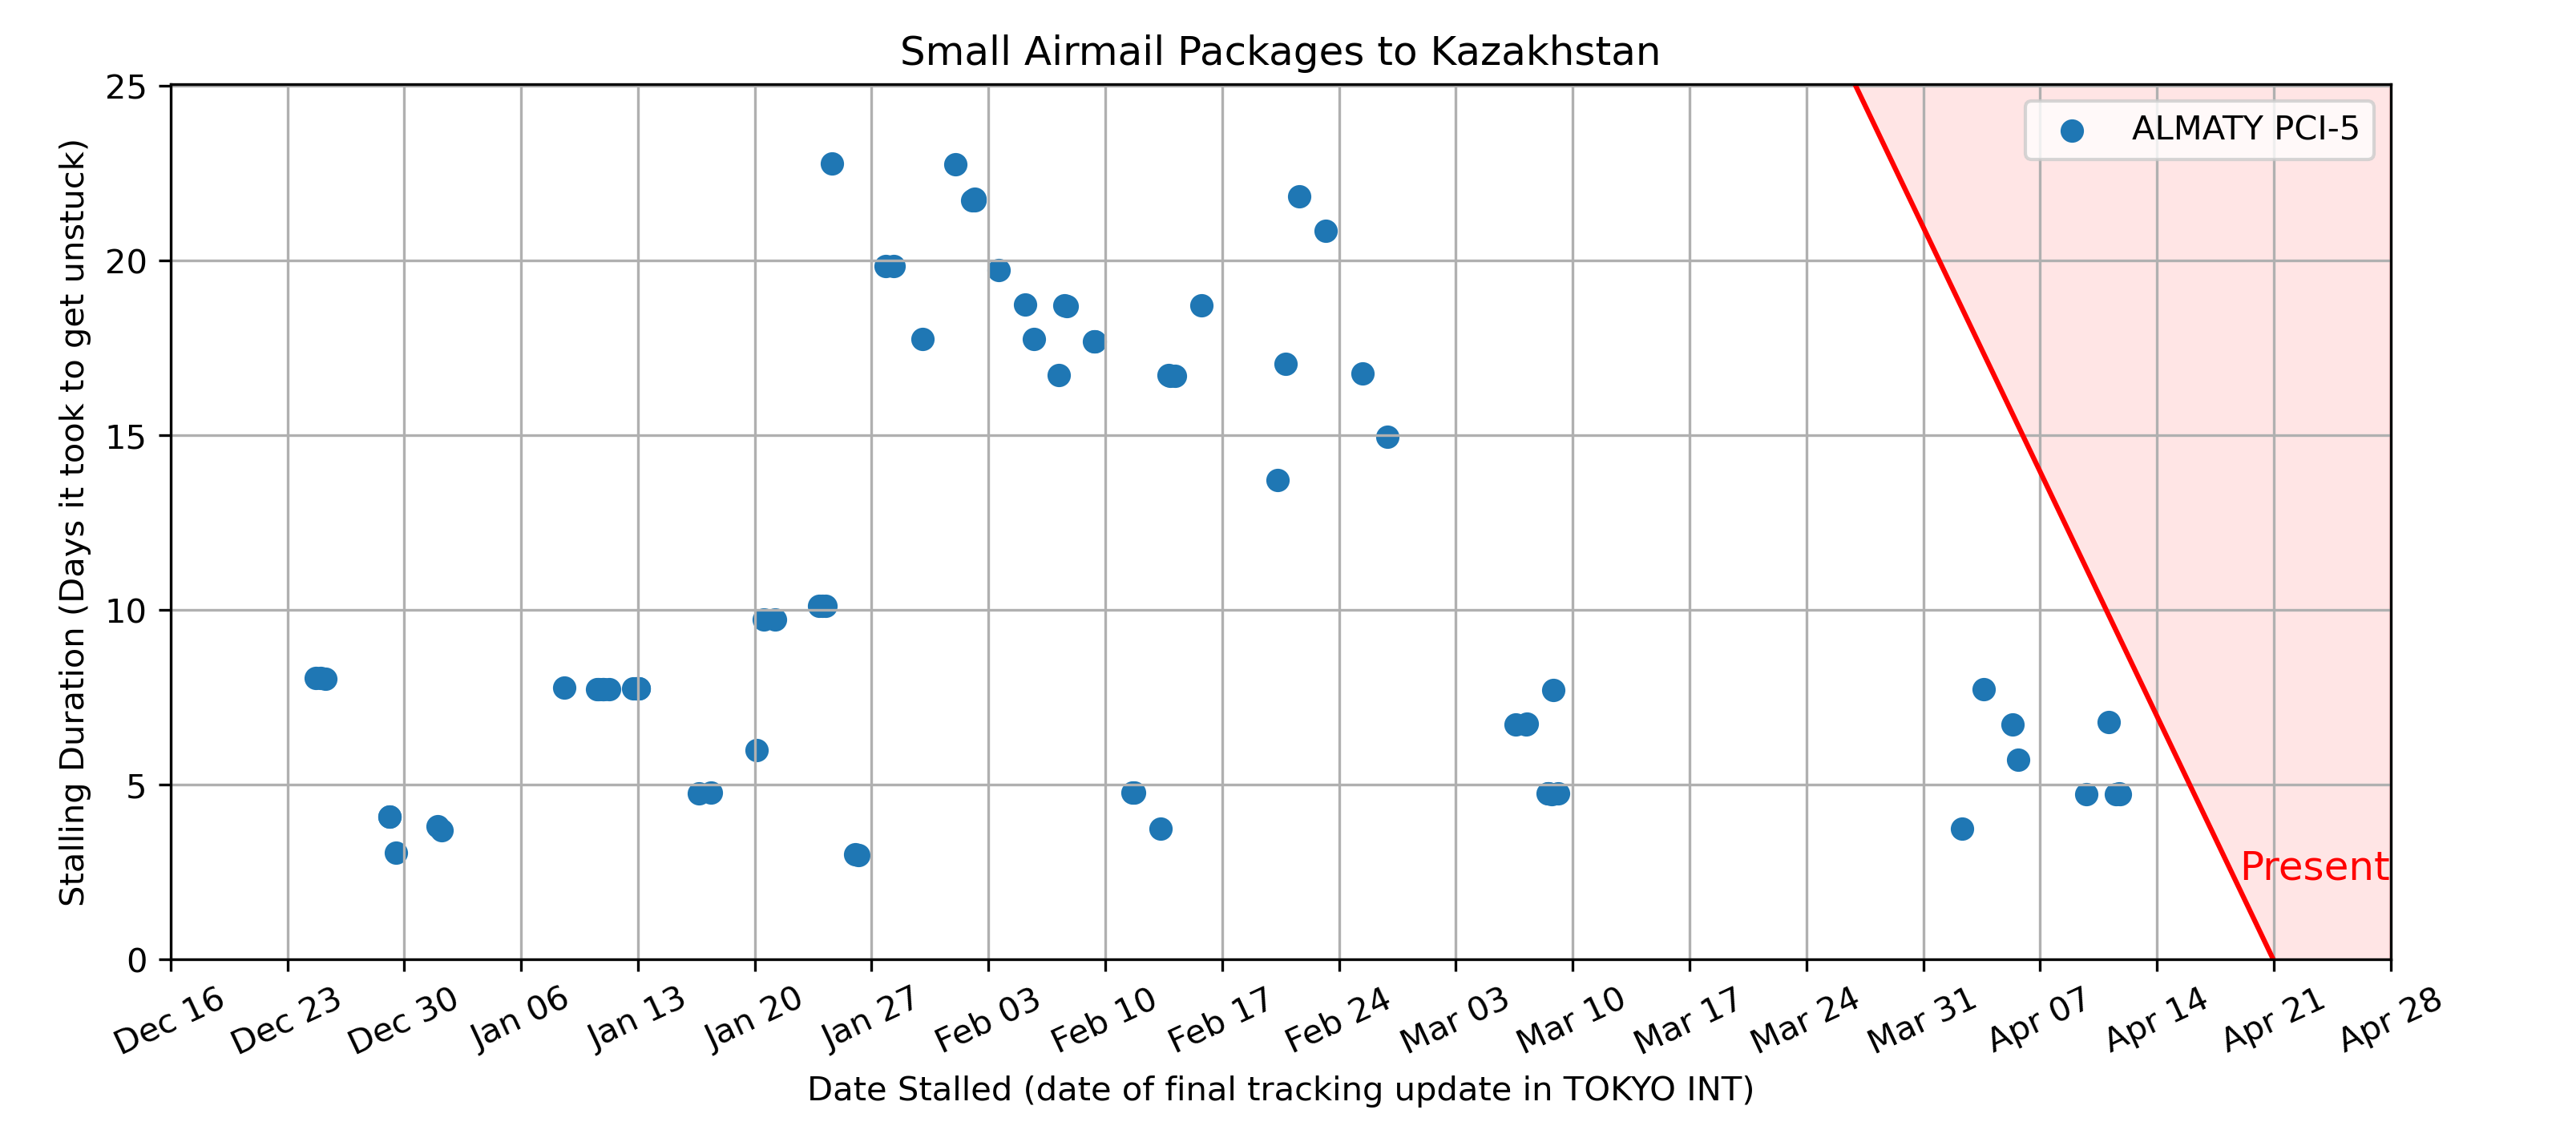 Small Airmail Packages to Kazakhstan
ALMATY PCI-5
Stalling Duration (Days it took to get unstuck)
25
20
15
10
5
0
Present
Dec 16
Dec 23
Dec 30
Jan 06
Jan 13
Jan 20
Jan 27
Feb 03
Feb 10
Feb 17
Feb 24
Mar 03
Mar 10
Mar 17
Mar 24
Mar 31
Apr 07
Apr 14
Apr 21
Apr 28
Date Stalled (date of final tracking update in TOKYO INT)